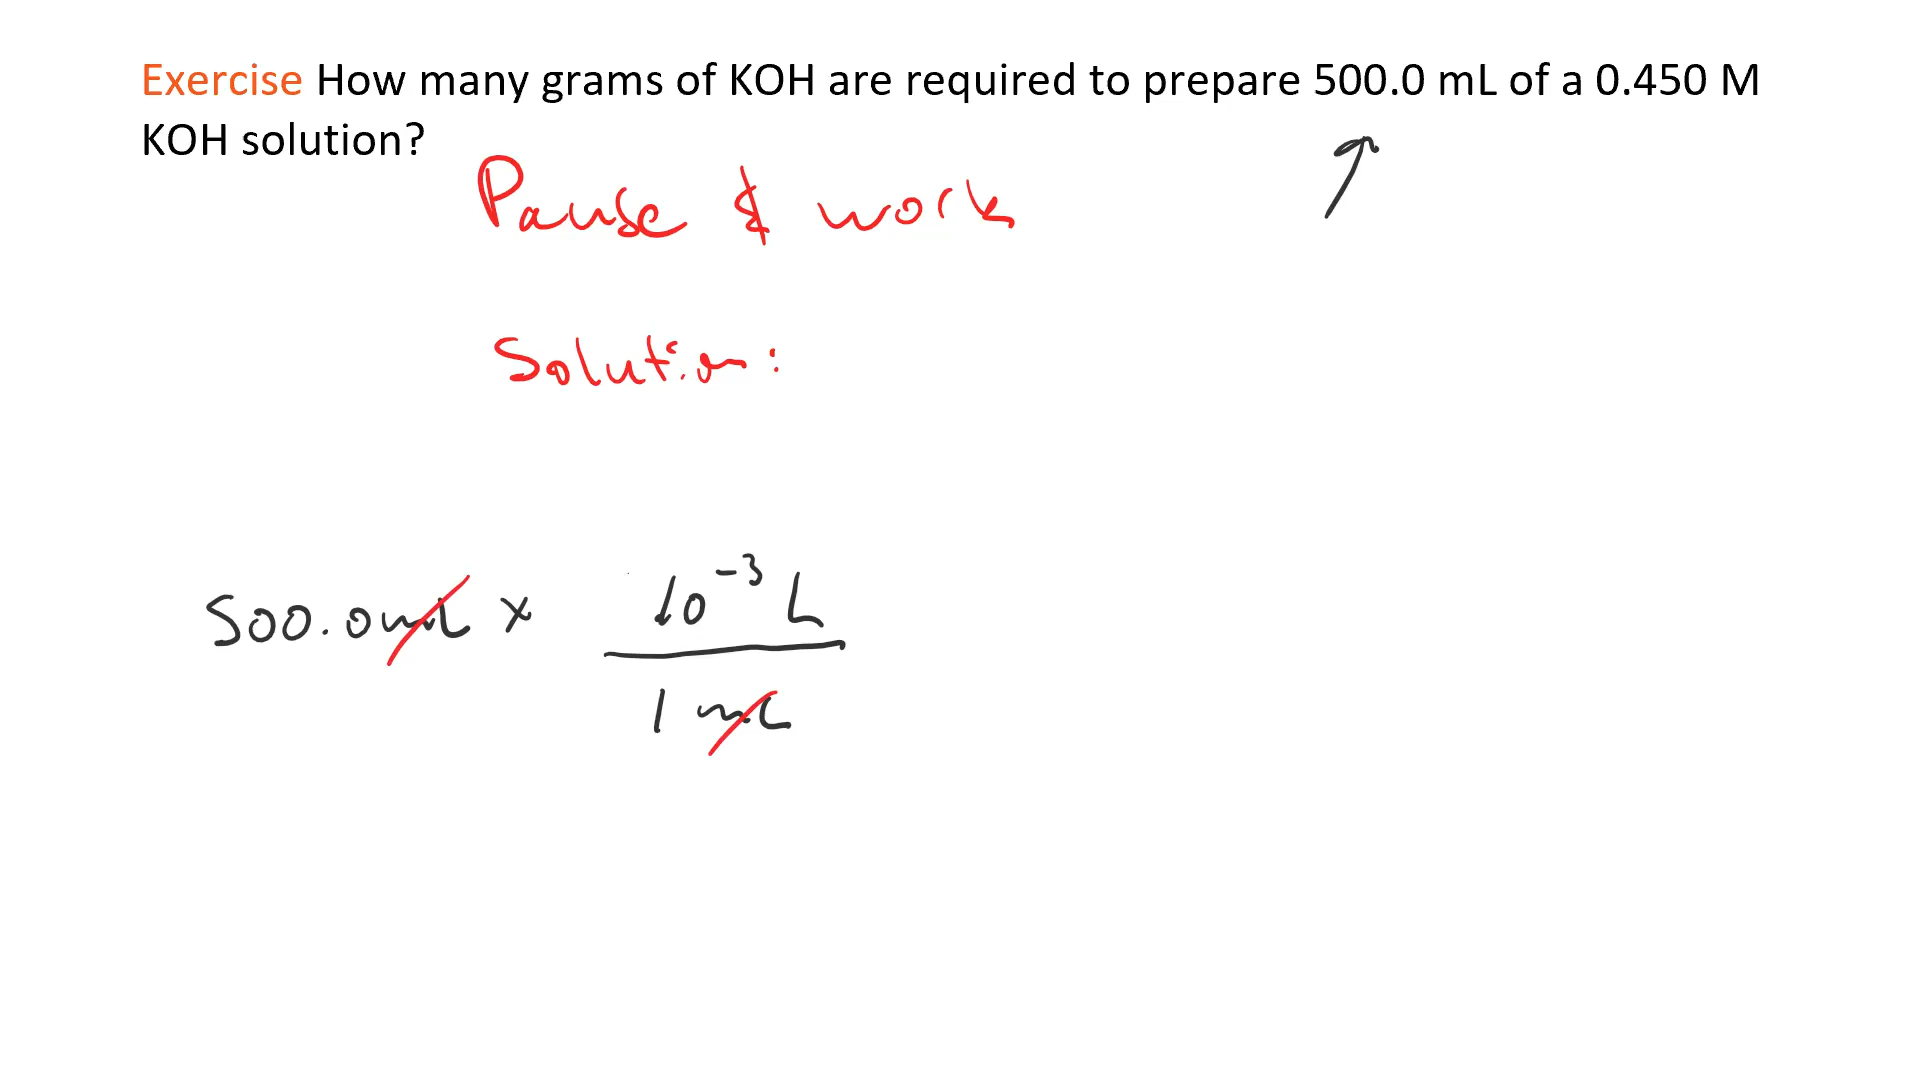 Exercise How many grams of KOH are required to prepare 500.0 mL of a 0.450 M
KOH solution?
Pause & work
Solution:
500.0 mL x 10⁻³ L
1 mL